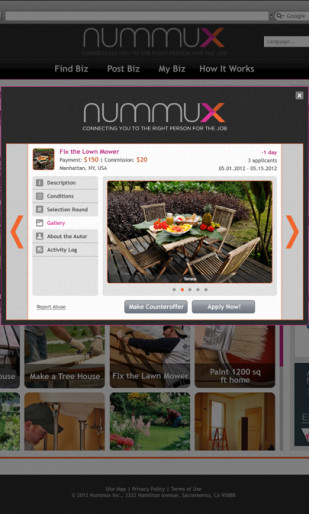 Google
nummux
CONNECTING YOU TO THE RIGHT PERSON FOR THE JOB
Language...
Find Biz Post Biz My Biz How It Works
nummux
CONNECTING YOU TO THE RIGHT PERSON FOR THE JOB
Fix the Lawn Mower -1 day
Payment: $150 | Commission: $20 3 applicants
Manhattan, NY, USA 05.01.2012 - 05.15.2012
Description
Conditions
Selection Round
Gallery
About the Autor
Activity Log
Terrace
Report Abuse
Make Counteroffer
Apply Now!
House
Make a Tree House
Fix the Lawn Mower
Paint 1200 sq
ft home
Site Map | Privacy Policy | Terms of Use
© 2012 Nummux Inc., 3322 Hamilton Avenue, Sacramento, CA 95888